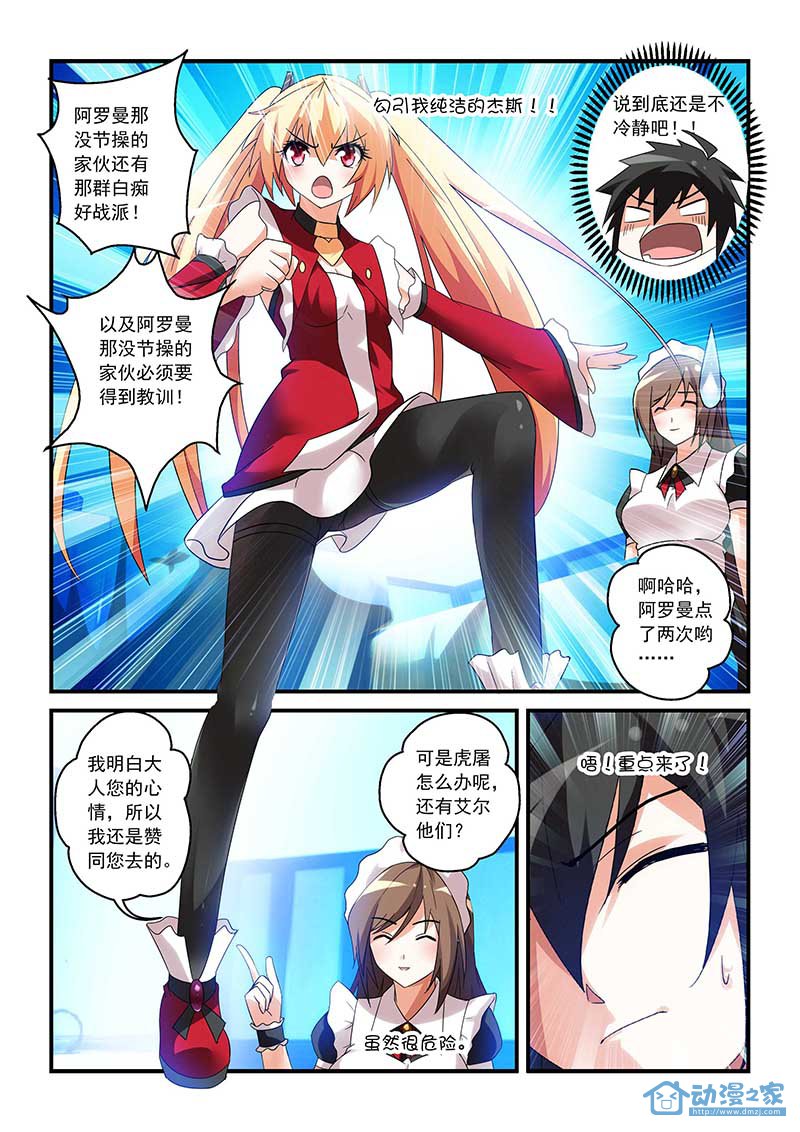 阿罗曼那
没节操的
家伙还有
那群白痴
好战派！
以及阿罗曼
那没节操的
家伙必须要
得到教训！
勾引我纯洁的杰斯！！
说到底还是不
冷静吧！！
啊哈哈，
阿罗曼点
了两次哟
……
我明白大
人您的心
情，所以
我还是赞
同您去的。
虽然很危险。
可是虎屠
怎么办呢，
还有艾尔
他们？
唔！重点来了！
动漫之家
http://www.dmzj.com